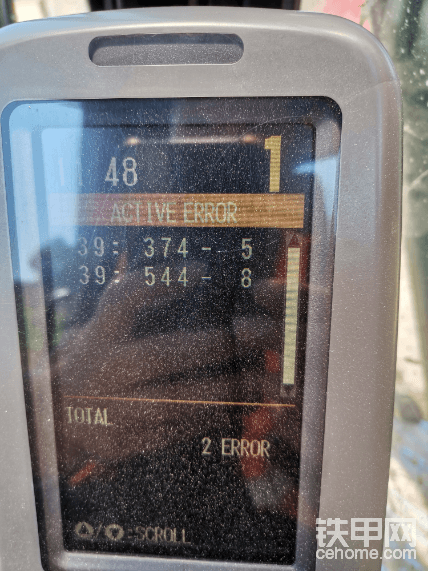 48
1
ACTIVE ERROR
39: 374- 5
39: 544- 8
TOTAL
2 ERROR
/ :SCROLL
铁甲网
cehome.com